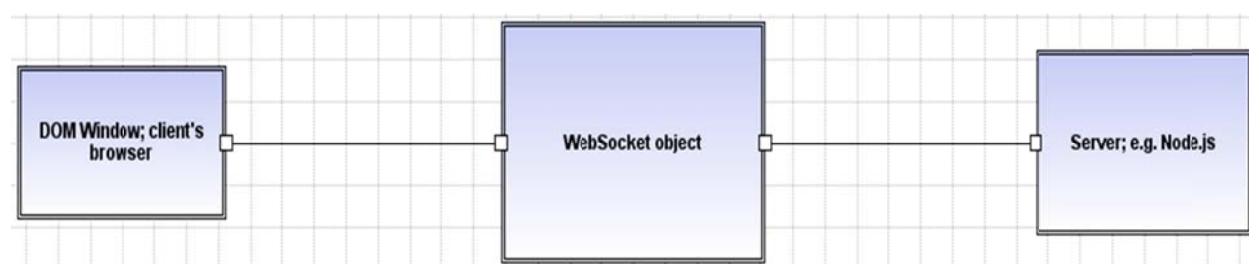 DOM Window; client's
browser
WebSocket object
Server; e.g. Node.js